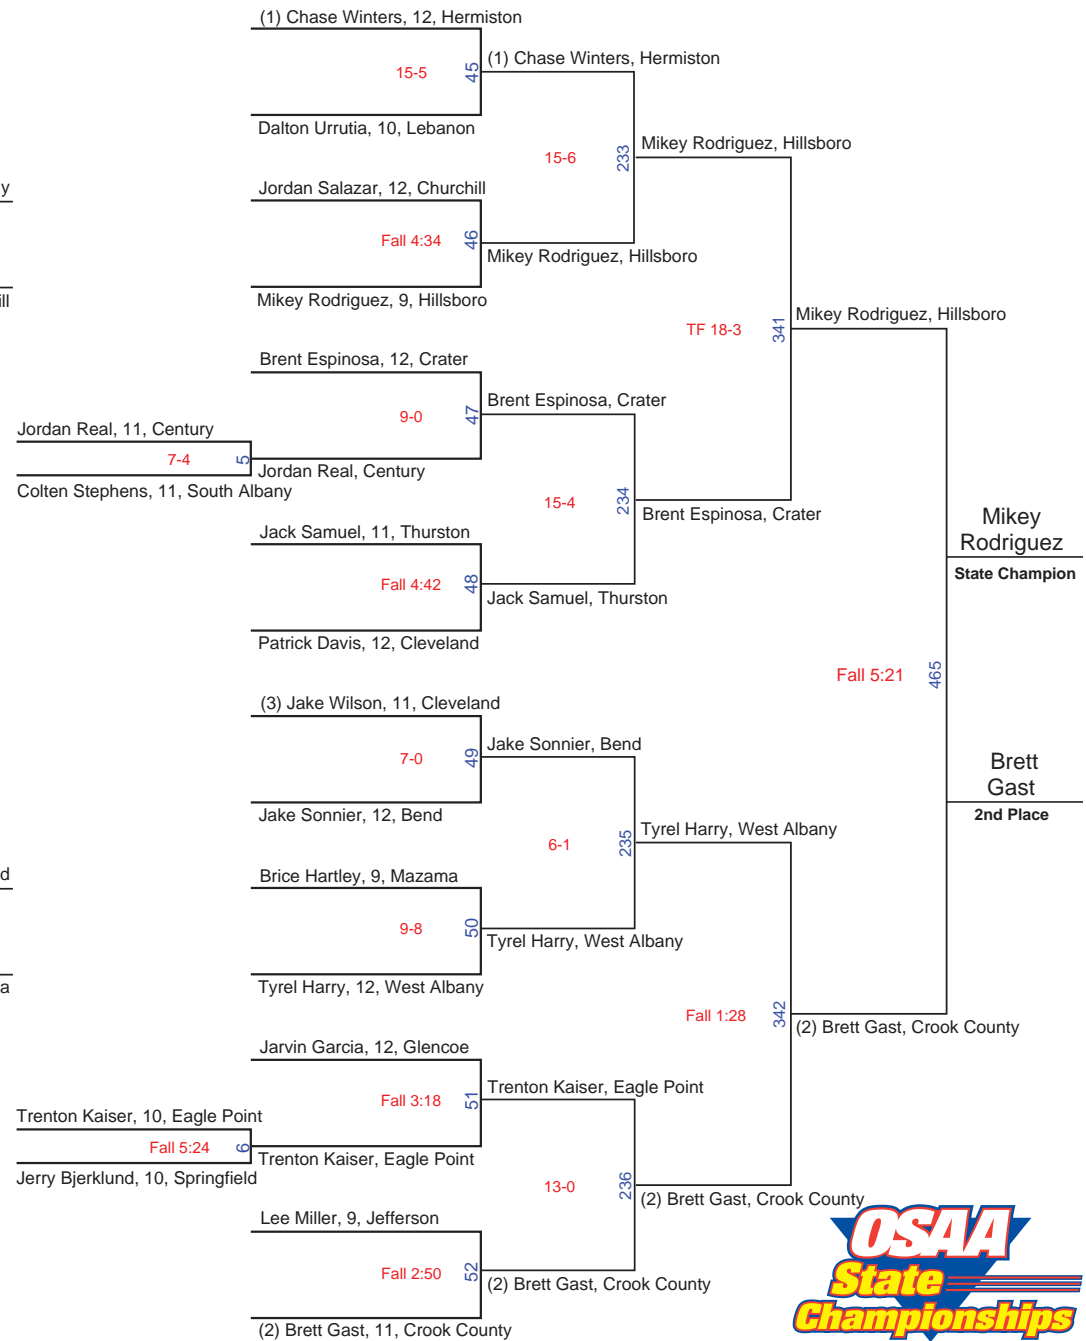 (1) Chase Winters, 12, Hermiston
(1) Chase Winters, Hermiston
15-5
45
Dalton Urrutia, 10, Lebanon
Mikey Rodriguez, Hillsboro
15-6
233
y
Jordan Salazar, 12, Churchill
Fall 4:34
46
Mikey Rodriguez, Hillsboro
ill
Mikey Rodriguez, 9, Hillsboro
Mikey Rodriguez, Hillsboro
TF 18-3
341
Brent Espinosa, 12, Crater
Brent Espinosa, Crater
9-0
47
Jordan Real, 11, Century
7-4
5
Jordan Real, Century
Colten Stephens, 11, South Albany
15-4
234
Brent Espinosa, Crater
Jack Samuel, 11, Thurston
Mikey
Rodriguez
State Champion
Fall 4:42
48
Jack Samuel, Thurston
Patrick Davis, 12, Cleveland
Fall 5:21
465
(3) Jake Wilson, 11, Cleveland
Jake Sonnier, Bend
7-0
49
Brett
Gast
2nd Place
Jake Sonnier, 12, Bend
Tyrel Harry, West Albany
6-1
235
d
Brice Hartley, 9, Mazama
9-8
50
Tyrel Harry, West Albany
a
Tyrel Harry, 12, West Albany
Fall 1:28
342
(2) Brett Gast, Crook County
Jarvin Garcia, 12, Glencoe
Trenton Kaiser, Eagle Point
Fall 3:18
51
Trenton Kaiser, 10, Eagle Point
Fall 5:24
6
Trenton Kaiser, Eagle Point
Jerry Bjerklund, 10, Springfield
13-0
236
(2) Brett Gast, Crook County
Lee Miller, 9, Jefferson
Fall 2:50
52
(2) Brett Gast, Crook County
(2) Brett Gast, 11, Crook County
OSAA
State
Championships